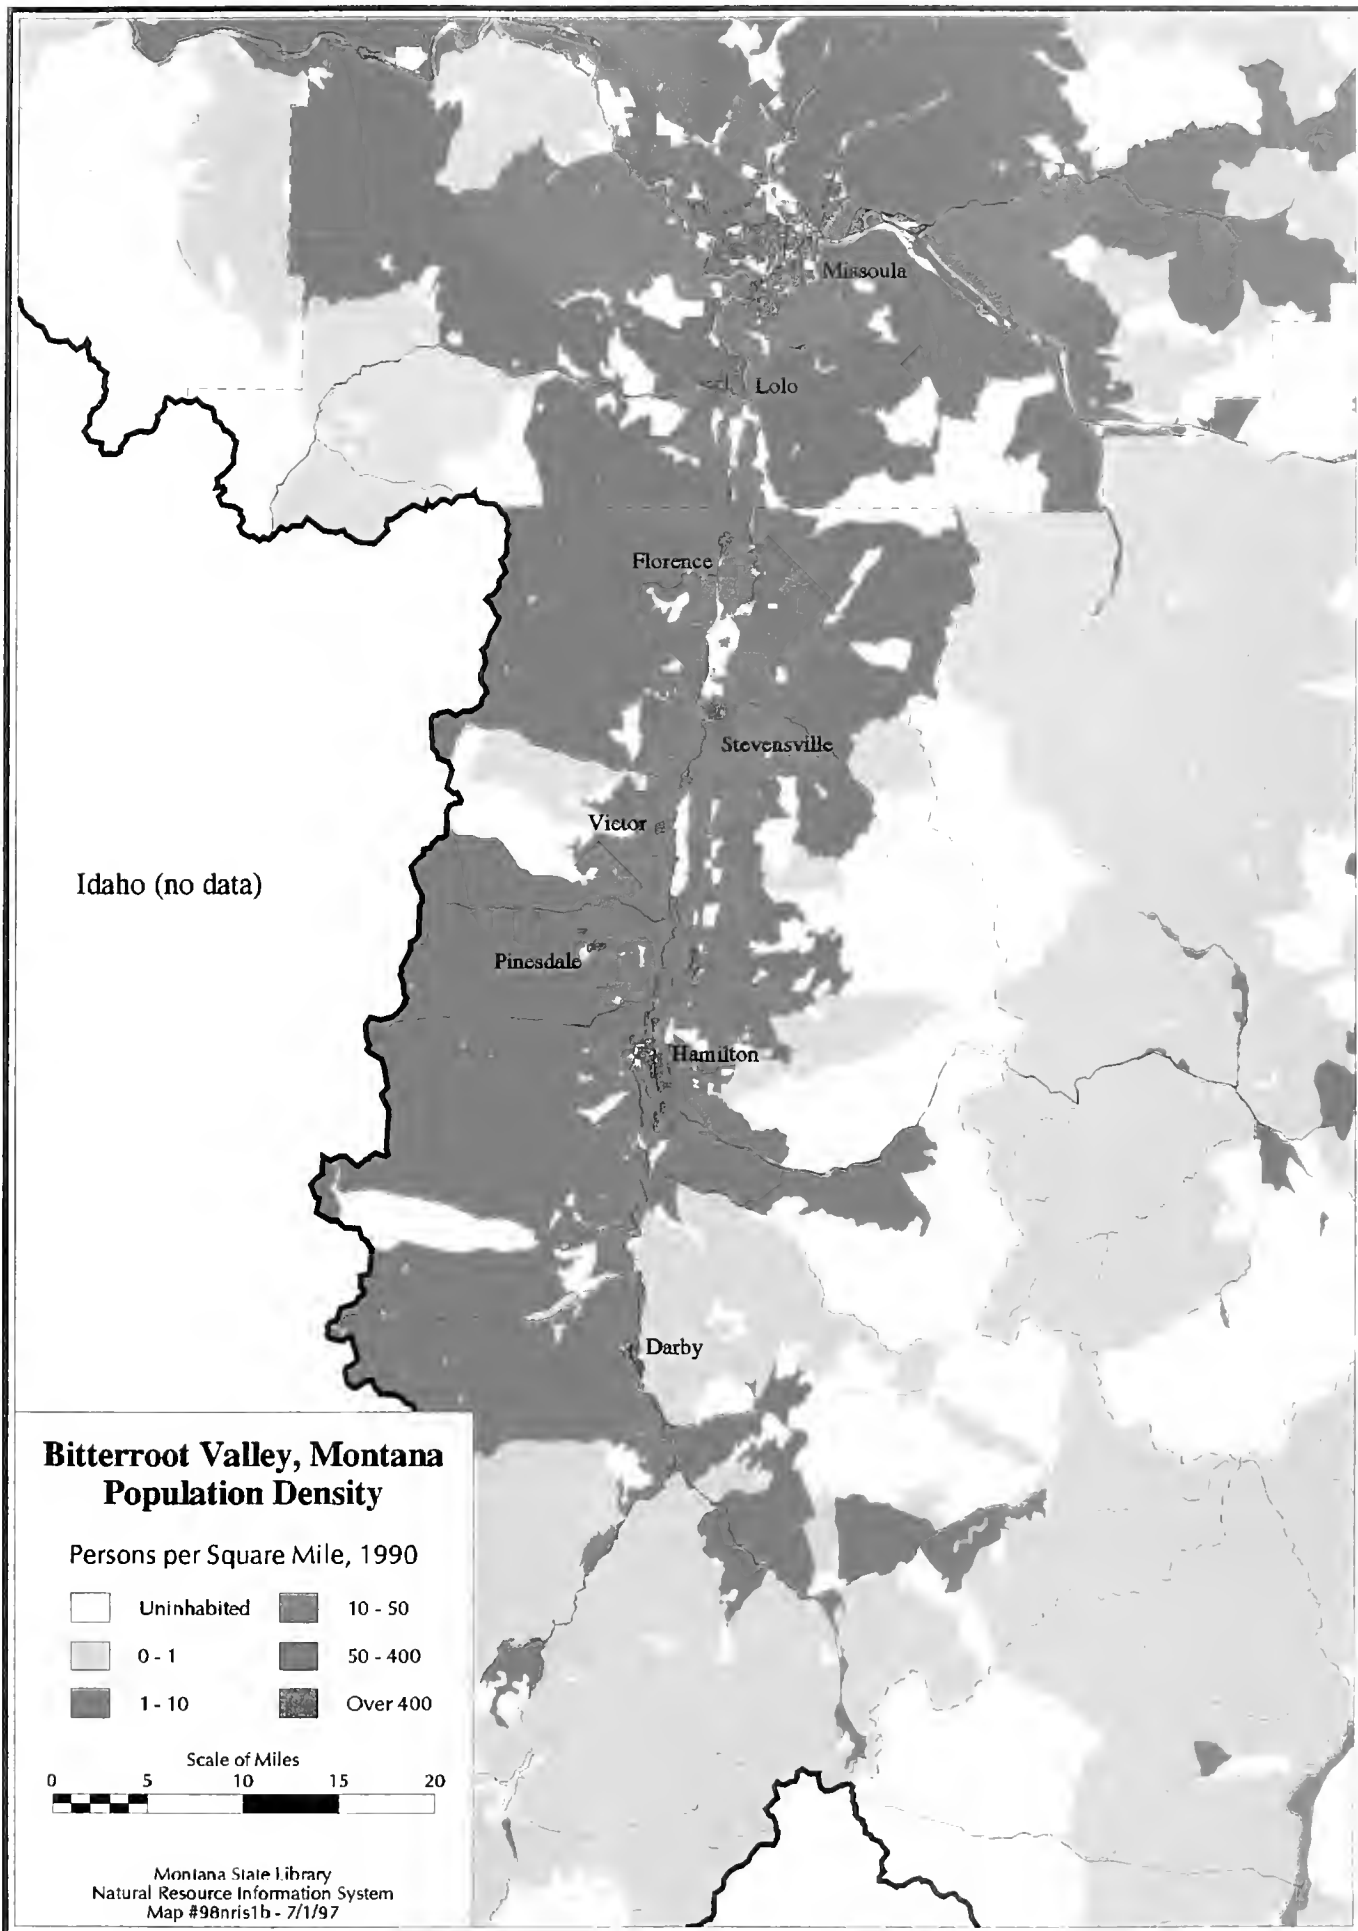 Missoula
Lolo
Florence
Stevensville
Victor
Idaho (no data)
Pinesdale
Hamilton
Darby
Bitterroot Valley, Montana
Population Density
Persons per Square Mile, 1990
Uninhabited
10 - 50
0 - 1
50 - 400
1 - 10
Over 400
Scale of Miles
0 5 10 15 20
Montana State Library
Natural Resource Information System
Map #98nris1b - 7/1/97